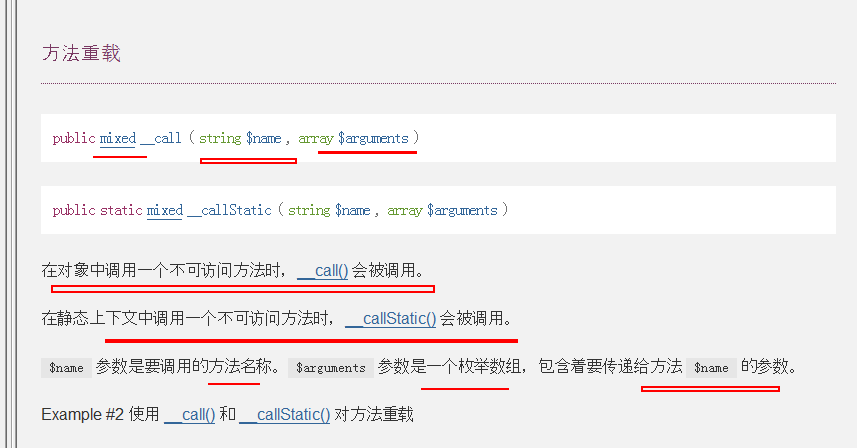 方法重载
public mixed __call ( string $name , array $arguments )
public static mixed __callStatic ( string $name , array $arguments )
在对象中调用一个不可访问方法时，__call() 会被调用。
在静态上下文中调用一个不可访问方法时，__callStatic() 会被调用。
$name 参数是要调用的方法名称。$arguments 参数是一个枚举数组，包含着要传递给方法 $name 的参数。
Example #2 使用 __call() 和 __callStatic() 对方法重载